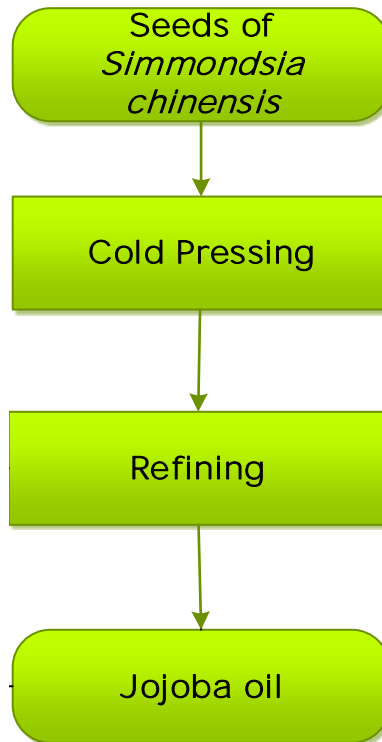 Seeds of
Simmondsia
chinensis
Cold Pressing
Refining
Jojoba oil